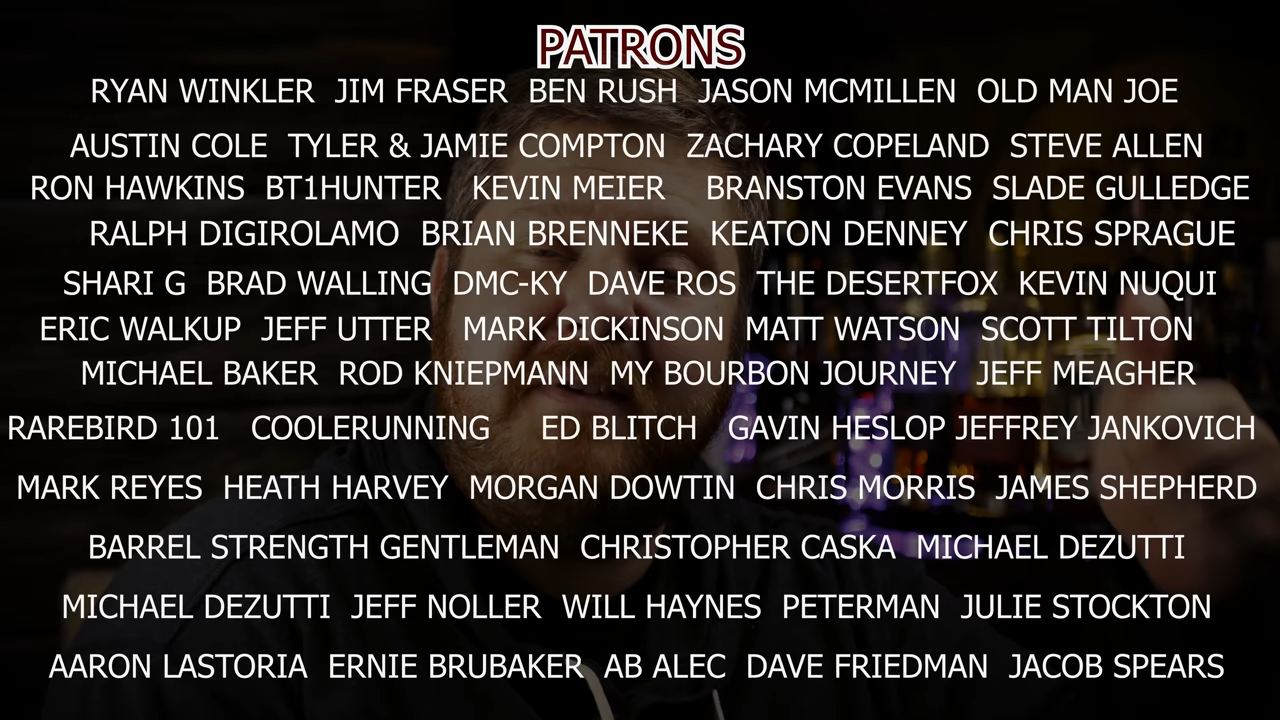 PATRONS
RYAN WINKLER JIM FRASER BEN RUSH JASON MCMILLEN OLD MAN JOE
AUSTIN COLE TYLER & JAMIE COMPTON ZACHARY COPELAND STEVE ALLEN
RON HAWKINS BT1HUNTER KEVIN MEIER BRANSTON EVANS SLADE GULLEDGE
RALPH DIGIROLAMO BRIAN BRENNEKE KEATON DENNEY CHRIS SPRAGUE
SHARI G BRAD WALLING DMC-KY DAVE ROS THE DESERTFOX KEVIN NUQUI
ERIC WALKUP JEFF UTTER MARK DICKINSON MATT WATSON SCOTT TILTON
MICHAEL BAKER ROD KNIEPMANN MY BOURBON JOURNEY JEFF MEAGHER
RAREBIRD 101 COOLERUNNING ED BLITCH GAVIN HESLOP JEFFREY JANKOVICH
MARK REYES HEATH HARVEY MORGAN DOWTIN CHRIS MORRIS JAMES SHEPHERD
BARREL STRENGTH GENTLEMAN CHRISTOPHER CASKA MICHAEL DEZUTTI
MICHAEL DEZUTTI JEFF NOLLER WILL HAYNES PETERMAN JULIE STOCKTON
AARON LASTORIA ERNIE BRUBAKER AB ALEC DAVE FRIEDMAN JACOB SPEARS